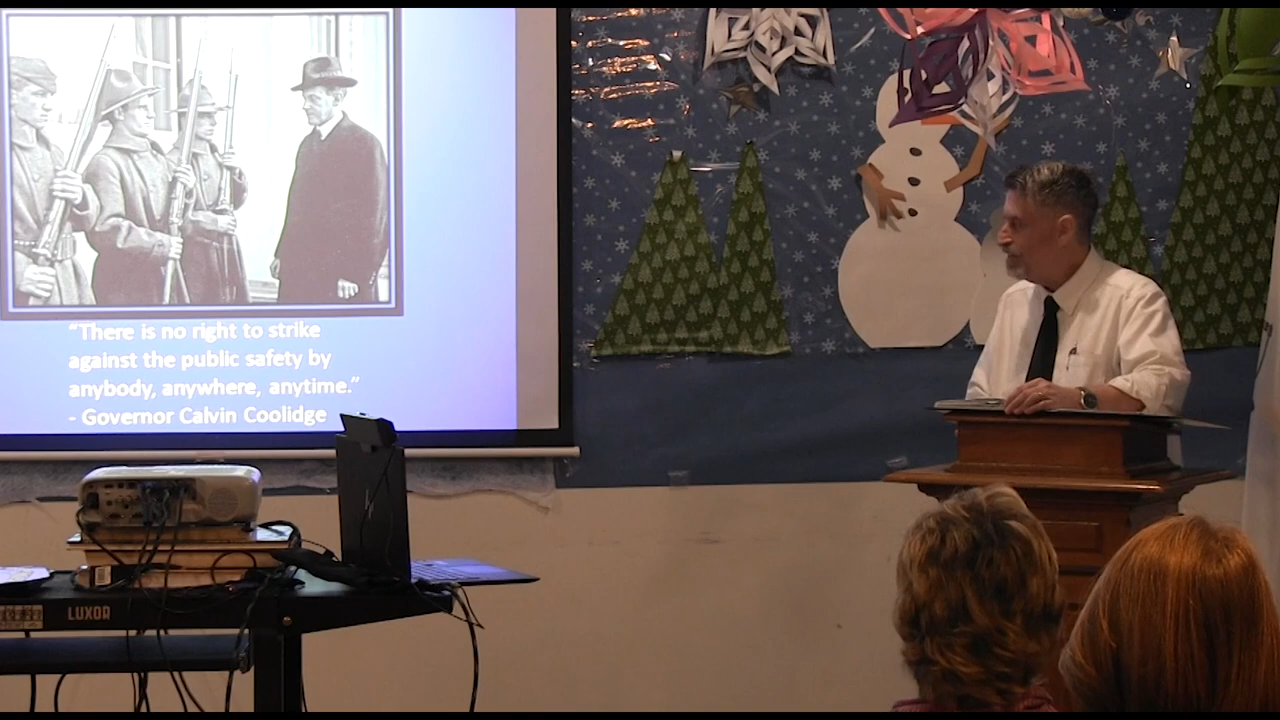 “There is no right to strike
against the public safety by
anybody, anywhere, anytime.”
- Governor Calvin Coolidge
LUXOR